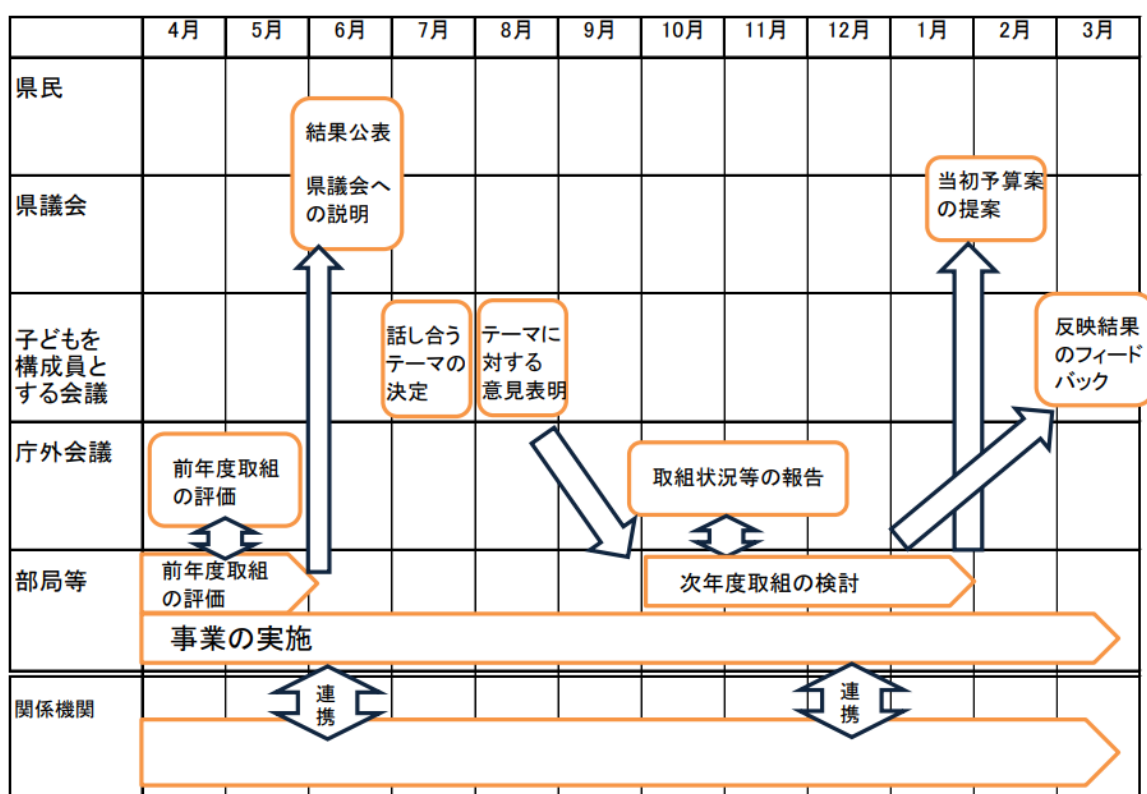 4月 5月 6月 7月 8月 9月 10月 11月 12月 1月 2月 3月
県民
結果公表
県議会へ
の説明
県議会
当初予算案
の提案
子どもを
構成員と
する会議
話し合う
テーマの
決定
テーマに
対する
意見表明
反映結果
のフィード
バック
庁外会議
前年度取組
の評価
取組状況等の報告
部局等
前年度取組
の評価
次年度取組の検討
事業の実施
関係機関
連
携
連
携